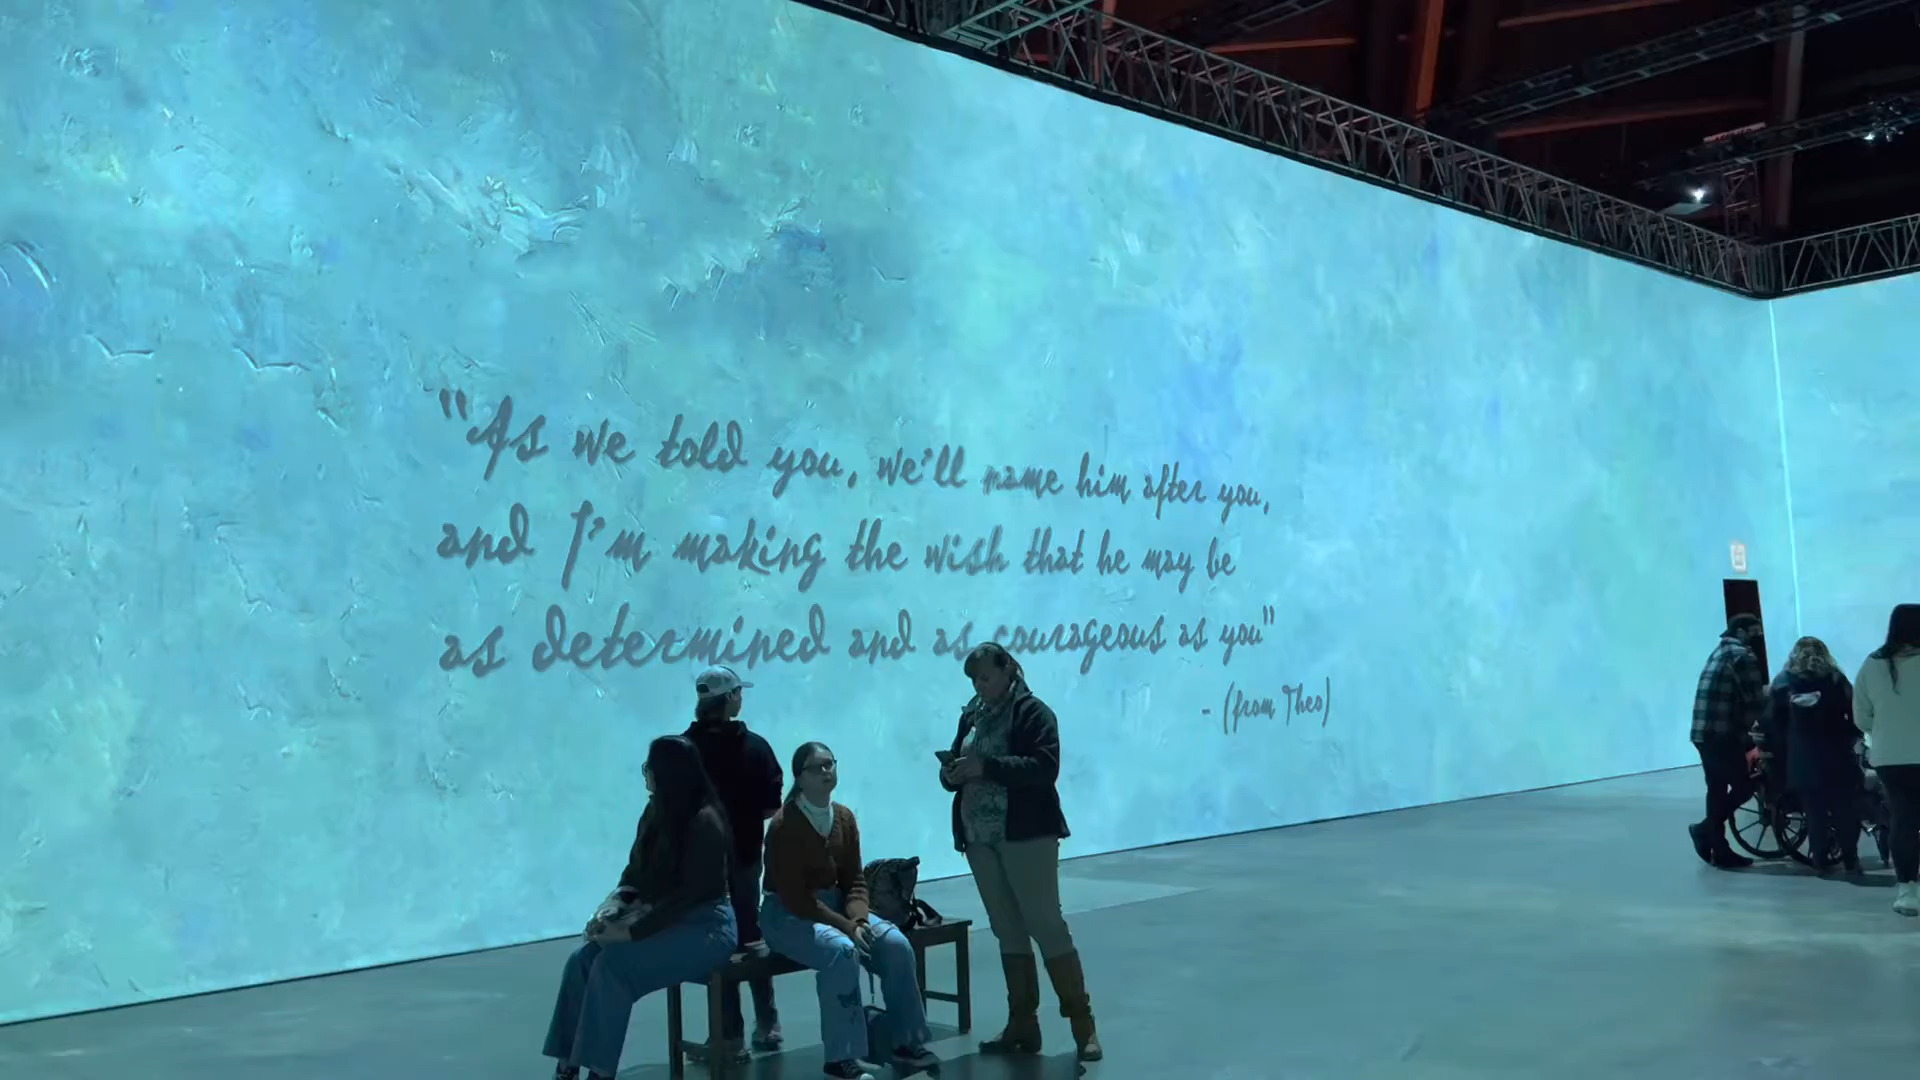 "As we told you, we'll name him after you,
and I'm making the wish that he may be
as determined and as courageous as you"
- (from Theo)